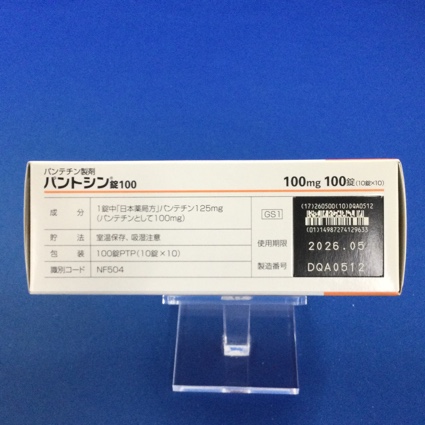 パンテチン製剤
パントシン®錠100
100mg 100錠(10錠×10)
成分 1錠中「日本薬局方」パンテチン125mg
(パンテチンとして100mg)
貯法 室温保存、吸湿注意
包装 100錠PTP(10錠×10)
識別コード NF504
GS1
(17)260500(10)DQA0512
(01)14987274129633
使用期限 2026.05
製造番号 DQA0512